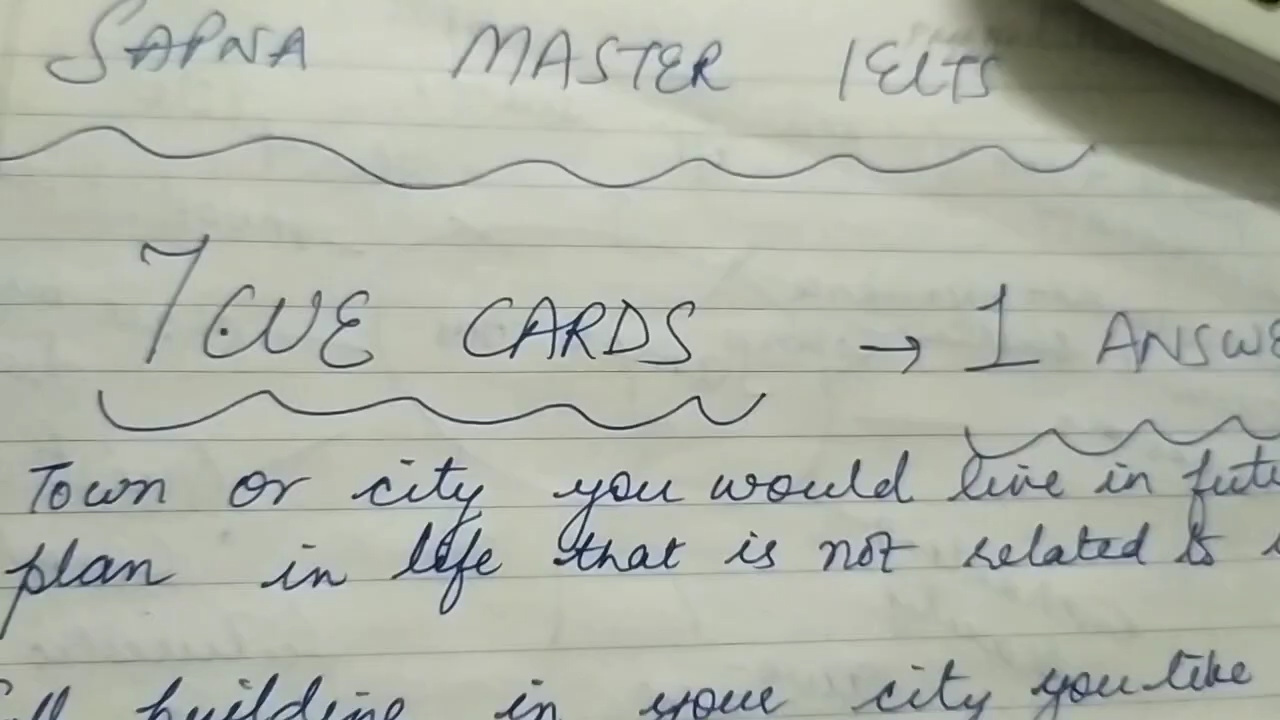 SAPNA MASTER IELTS
7 CUE CARDS → 1 ANSWE
Town or city you would live in futu
plan in life that is not related to
building in your city you like